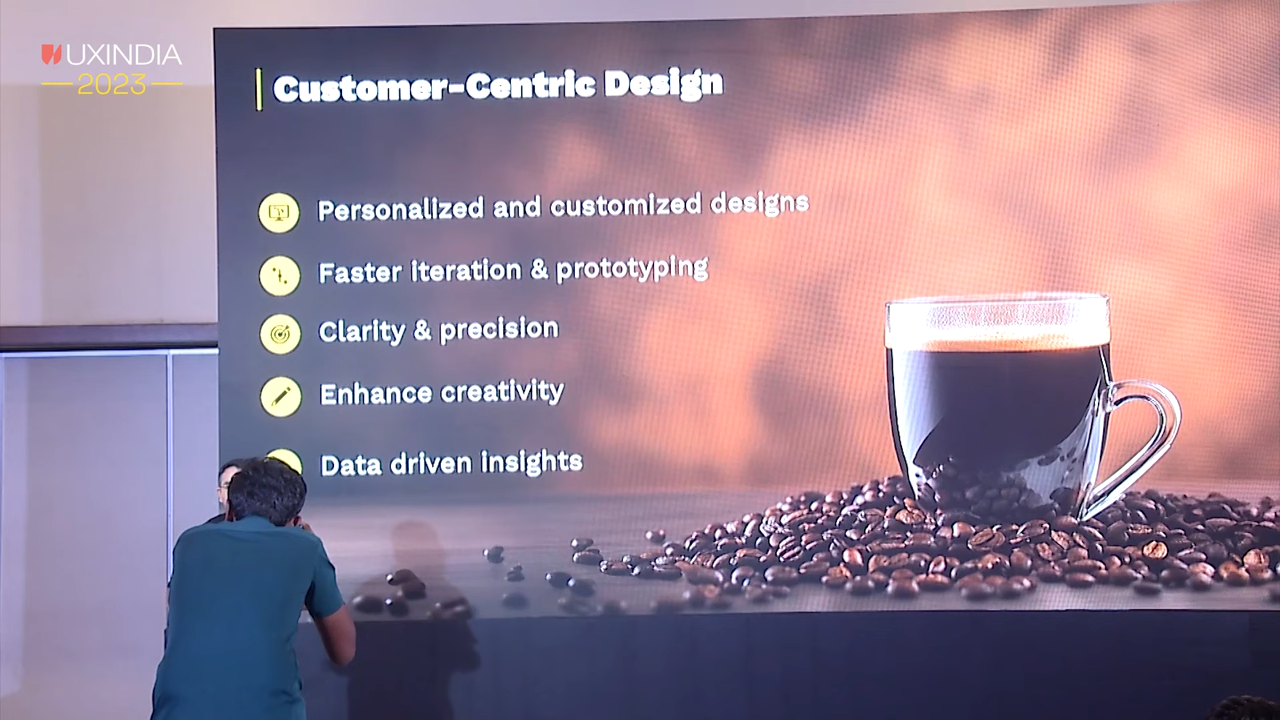 UXINDIA
2023
Customer-Centric Design
Personalized and customized designs
Faster iteration & prototyping
Clarity & precision
Enhance creativity
Data driven insights